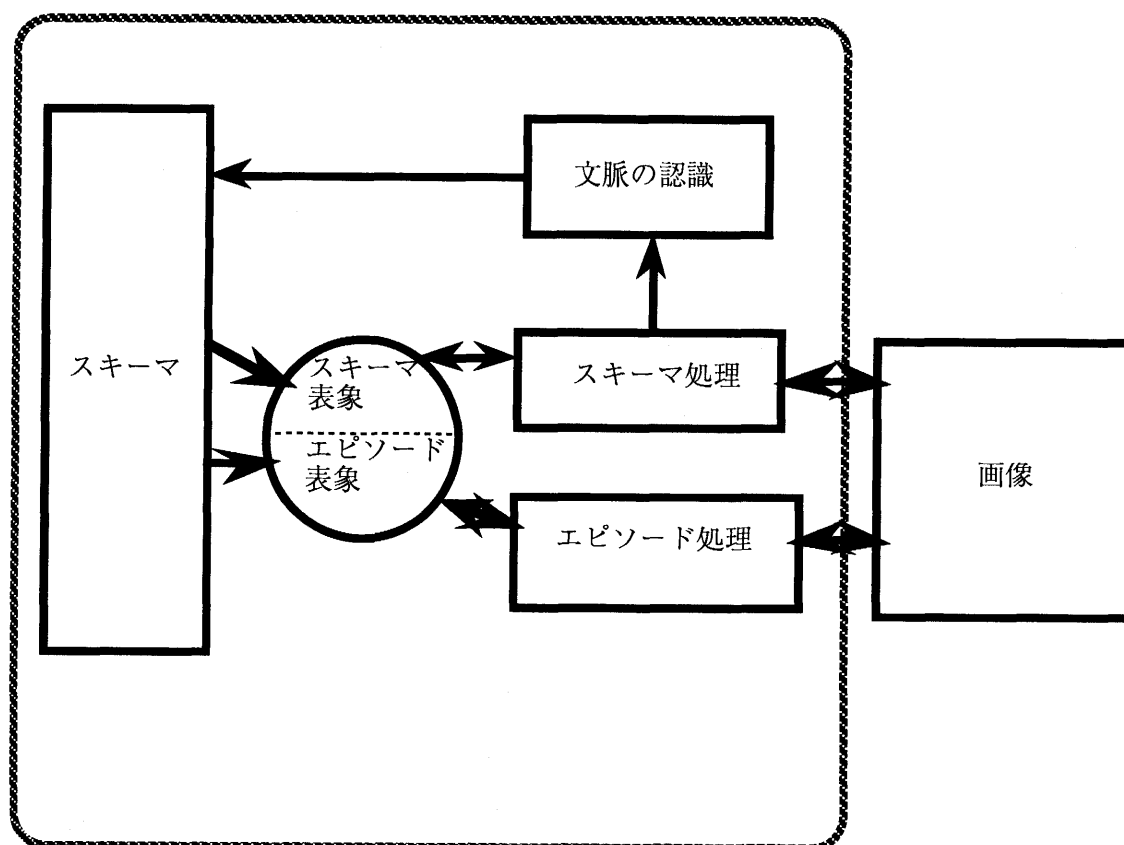 文脈の認識
スキーマ
スキーマ
表象
エピソード
表象
スキーマ処理
エピソード処理
画像